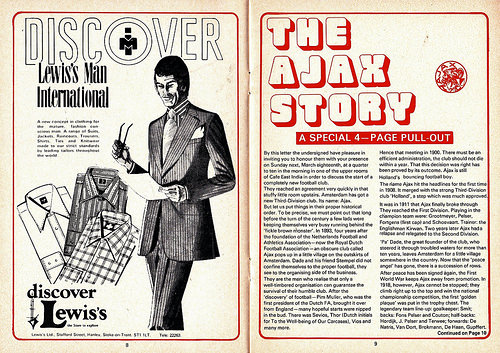 DISCOVER
Lewis's Man
International
A new concept in clothing for
the mature, fashion con-
scious man. A range of Suits,
Jackets, Raincoats, Trousers,
Shirts, Ties and Knitwear
made to our strict standards
by leading tailors throughout
the world.
discover
Lewis's
the Store to explore
Lewis's Ltd., Stafford Street, Hanley, Stoke-on-Trent. ST1 1LT. Tele: 22261.
8
THE
AJAX
STORY
A SPECIAL 4—PAGE PULL-OUT
By this letter the undersigned have pleasure in
inviting you to honour them with your presence
on Sunday next, March eighteenth, at a quarter
to ten in the morning in one of the upper rooms
of Cafe East India in order to discuss the start of a
completely new football club.
They reached an agreement very quickly in that
stuffy little room upstairs. Amsterdam has got a
new Third-Division club. Its name: Ajax.
But let us put things in their proper historical
order. To be precise, we must point out that long
before the turn of the century a few lads were
keeping themselves very busy running behind the
'fickle brown monster'. In 1892, four years after
the foundation of the Netherlands Football and
Athletics Association — now the Royal Dutch
Football Association — an obscure club called
Ajax pops up in a little village on the outskirts of
Amsterdam. Dade and his friend Stempel did not
confine themselves to the proper football, they
see to the organising side of the business.
They are the men who realise that only a
well-timbered organisation can guarantee the
survival of their humble club. After the
'discovery' of football — Pim Mulier, who was the
first president of the Dutch FA, brought it over
from England — many hopeful starts were nipped
in the bud. There was Sevios, Thor (Dutch initials
for To the Well-being of Our Carcases), Vios and
many more.
Hence that meeting in 1900. There must be an
efficient administration, the club should not die
within a year. That this decision was right has
been proved by its outcome. Ajax is still
Holland's bouncing football boy.
The name Ajax hit the headlines for the first time
in 1908. It merged with the strong Third-Division
club 'Holland', a step which was much approved.
It was in 1911 that Ajax finally broke through
They reached the First Division. Playing in the
champion team were: Grootmeyer, Pelser,
Fortgens (first cap) and Schoevaart. Trainer: the
Englishman Kirwan. Two years later Ajax had a
relapse and relegated to the Second Division.
'Pa' Dade, the great founder of the club, who
steered it through troubled waters for more than
ten years, leaves Amsterdam for a little village
somewhere in the country. Now that the 'peace
angel' has gone, there is a succession of rows.
After peace has been signed again, the First
World War keeps Ajax away from promotion. In
1918, however, Ajax cannot be stopped; they
climb right up to the top and win the national
championship competition, the first 'golden
plaque' was put in the trophy chest. The
legendary team line-up: goalkeeper: Smit;
backs: Fons Pelser and Couton; half-backs:
Hordijk, J. Pelser and Terwee; forwards: De
Natris, Van Dort, Brokmann, De Haan, Gupffert.
Continued on Page 10
9